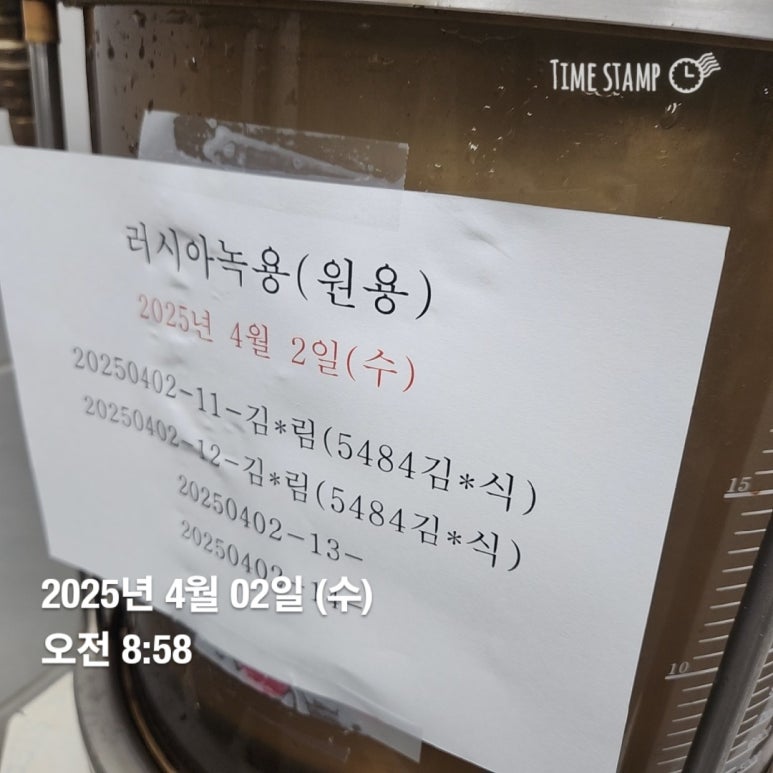 TIME STAMP
러시아녹용(원용)
2025년 4월 2일(수)
20250402-11-김*림(5484김*식)
20250402-12-김*림(5484김*식)
20250402-13-
20250402-14-
2025년 4월 02일 (수)
오전 8:58
15
10